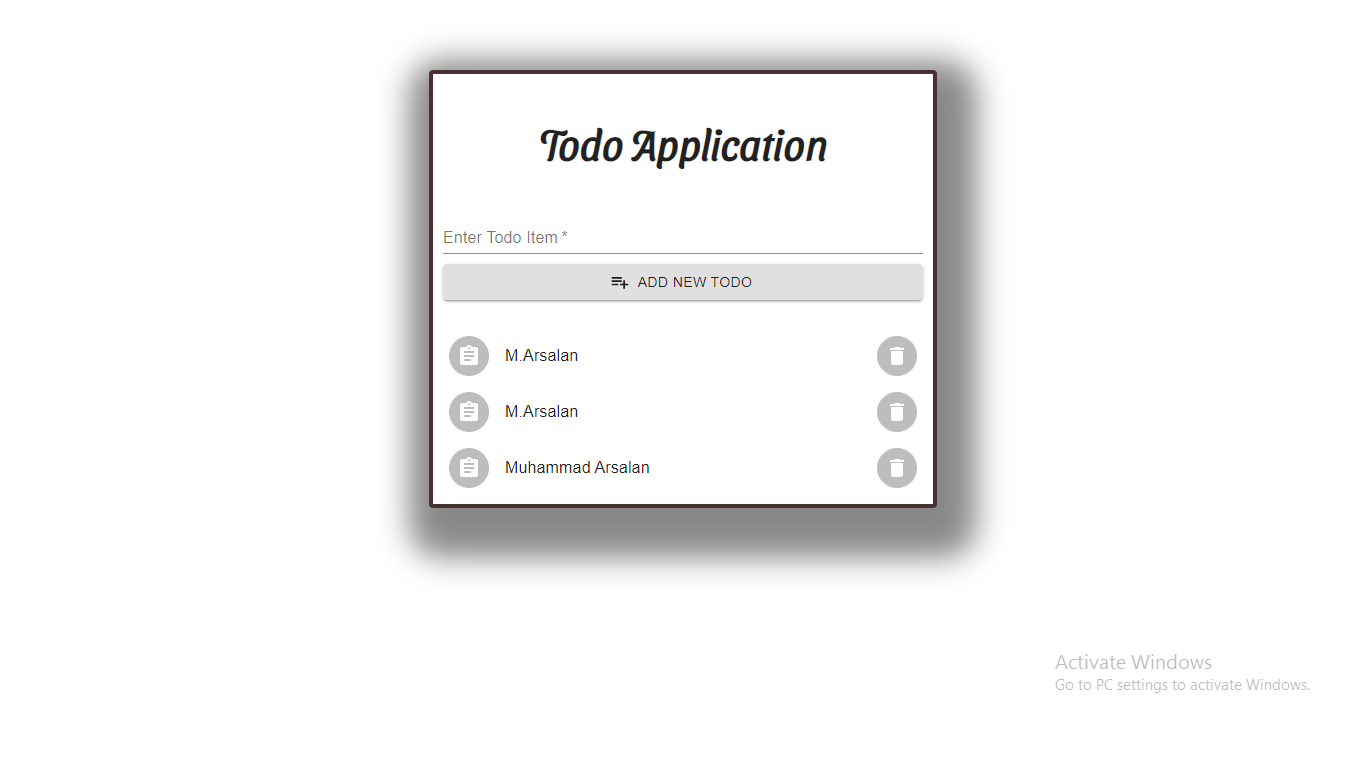 Todo Application
Enter Todo Item *
ADD NEW TODO
M.Arsalan
M.Arsalan
Muhammad Arsalan
Activate Windows
Go to PC settings to activate Windows.